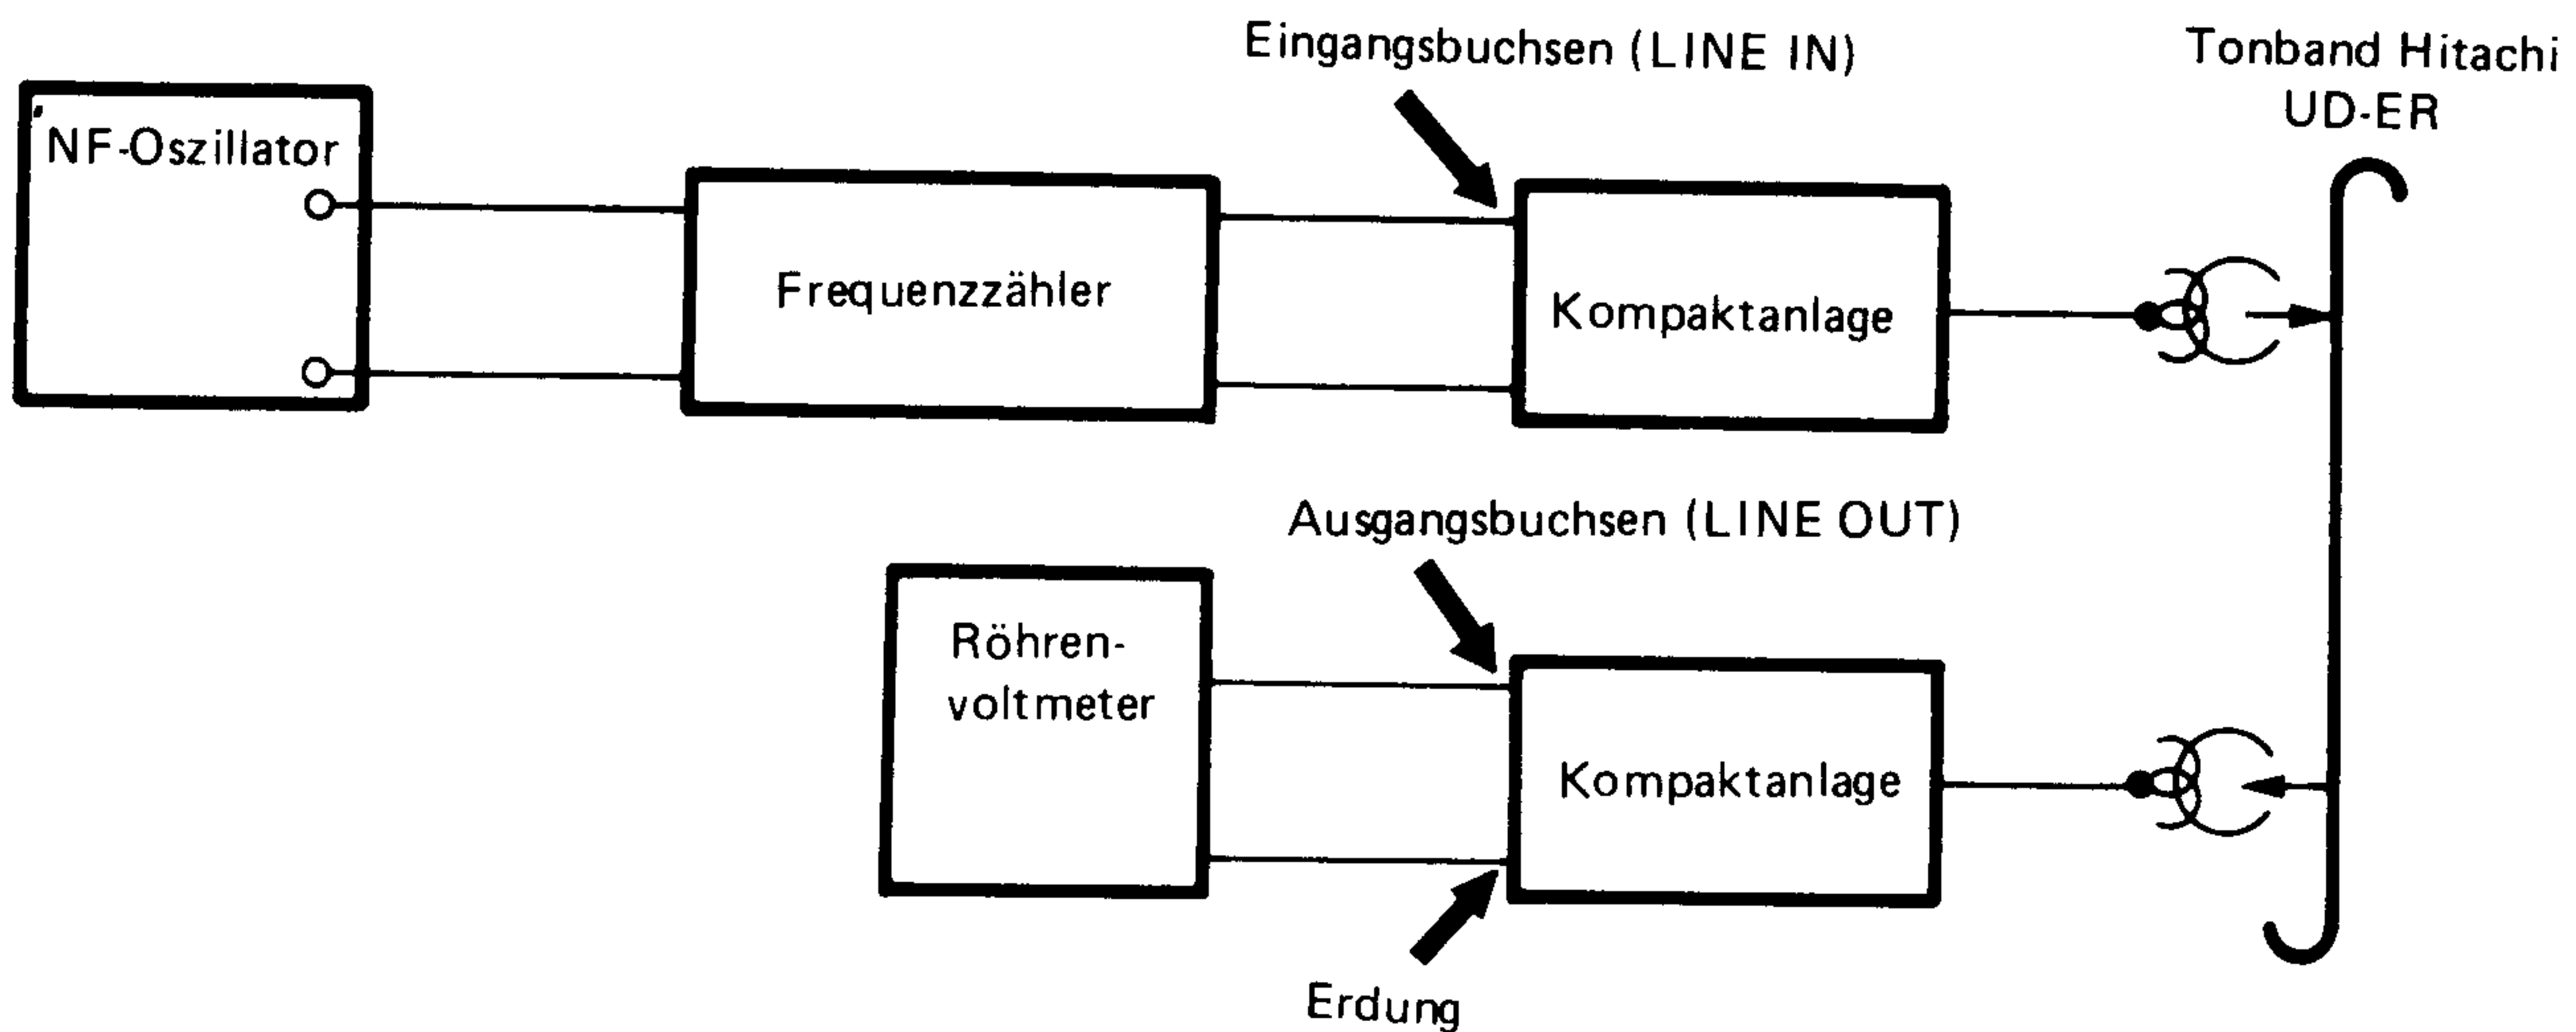 Eingangsbuchsen (LINE IN)
Tonband Hitachi
UD-ER
NF-Oszillator
Frequenzzähler
Kompaktanlage
Ausgangsbuchsen (LINE OUT)
Röhren-
voltmeter
Kompaktanlage
Erdung